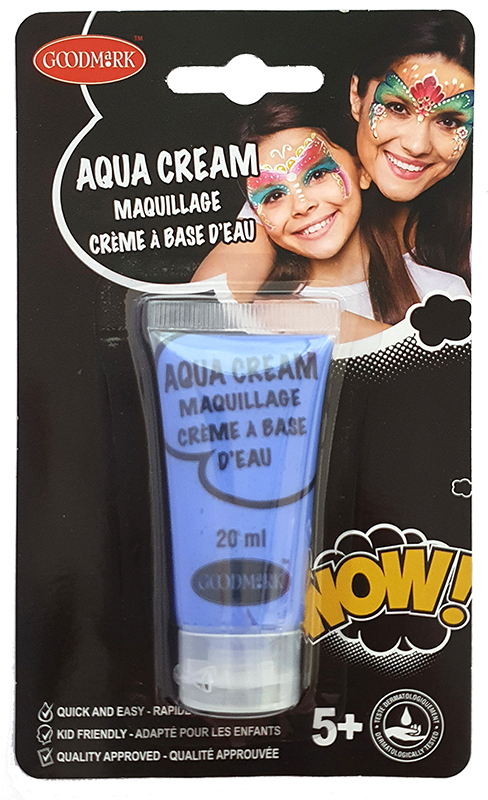 GOODMARK™
AQUA CREAM
MAQUILLAGE
CRÈME À BASE D'EAU
AQUA CREAM
MAQUILLAGE
CRÈME À BASE
D'EAU
20 ml
GOODMARK
WOW!
QUICK AND EASY - RAPIDE
KID FRIENDLY - ADAPTÉ POUR LES ENFANTS
QUALITY APPROVED - QUALITÉ APPROUVÉE
5+
TESTÉ DERMATOLOGIQUEMENT
DERMATOLOGICALLY TESTED